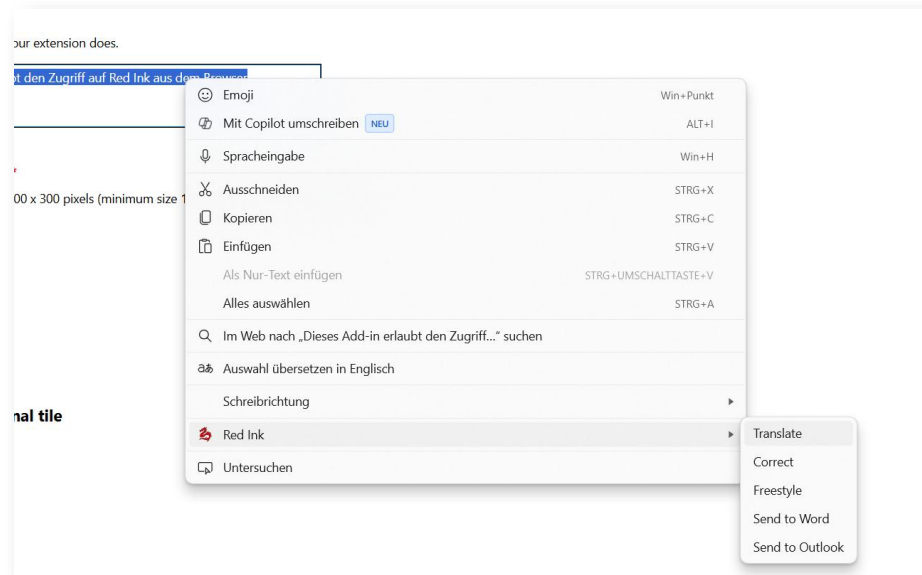 our extension does.
bt den Zugriff auf Red Ink aus dem Browser
*
00 x 300 pixels (minimum size 1
nal tile
Emoji Win+Punkt
Mit Copilot umschreiben NEU ALT+I
Spracheingabe Win+H
Ausschneiden STRG+X
Kopieren STRG+C
Einfügen STRG+V
Als Nur-Text einfügen STRG+UMSCHALTTASTE+V
Alles auswählen STRG+A
Im Web nach „Dieses Add-in erlaubt den Zugriff...“ suchen
Auswahl übersetzen in Englisch
Schreibrichtung
Red Ink
Untersuchen
Translate
Correct
Freestyle
Send to Word
Send to Outlook